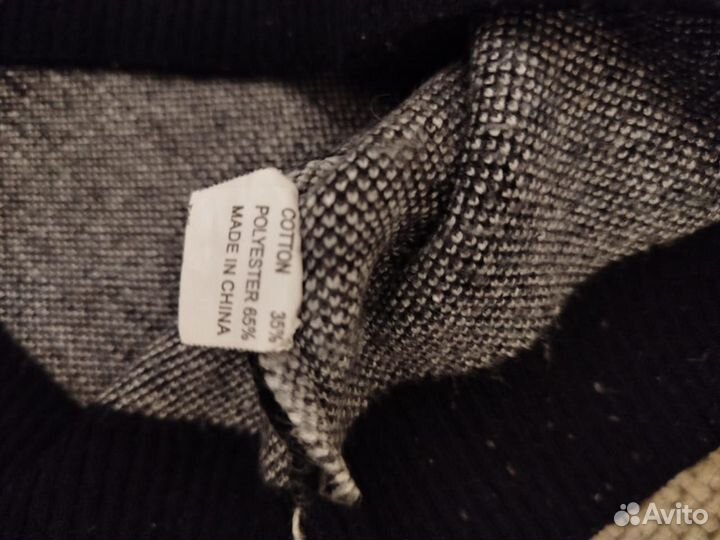 COTTON 35%
POLYESTER 65%
MADE IN CHINA
Avito